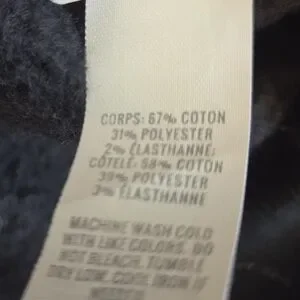 CORPS: 67% COTON
31% POLYESTER
2% ÉLASTHANNE;
CÔTELÉ: 58% COTON
39% POLYESTER
3% ÉLASTHANNE
MACHINE WASH COLD
WITH LIKE COLORS. DO
NOT BLEACH. TUMBLE
DRY LOW. COOL IRON IF
NEEDED